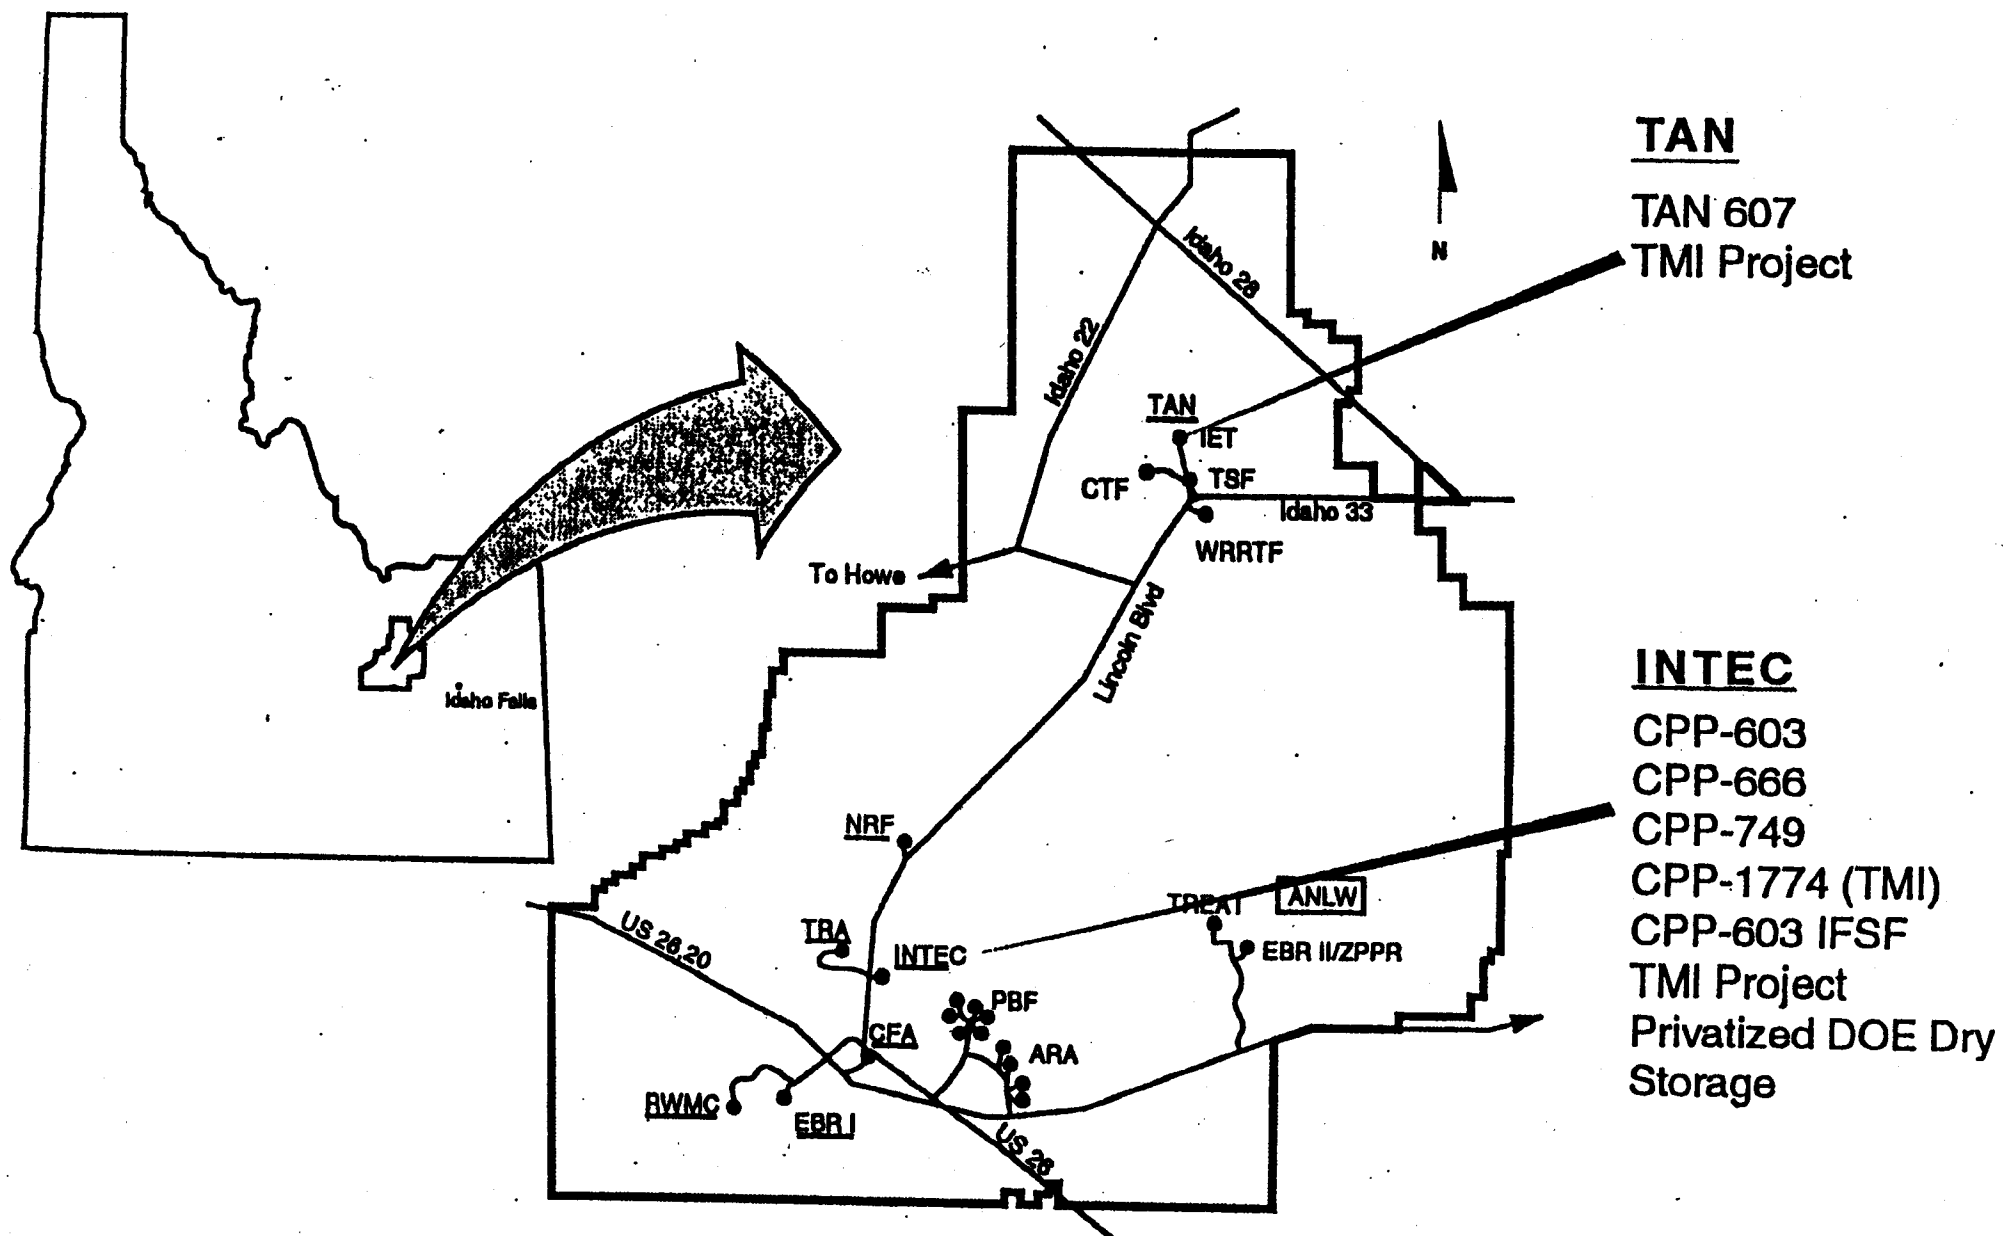 TAN
TAN 607
TMI Project
N
Idaho 28
Idaho 22
TAN
IET
CTF
TSF
Idaho 33
WRRTF
To Howe
Lincoln Blvd
Idaho Falls
INTEC
CPP-603
CPP-666
CPP-749
CPP-1774 (TMI)
CPP-603 IFSF
TMI Project
Privatized DOE Dry
Storage
NRF
TREAT
ANLW
US 26,20
TRA
INTEC
EBR II/ZPPR
PBF
CFA
ARA
RWMC
EBR I
US 26